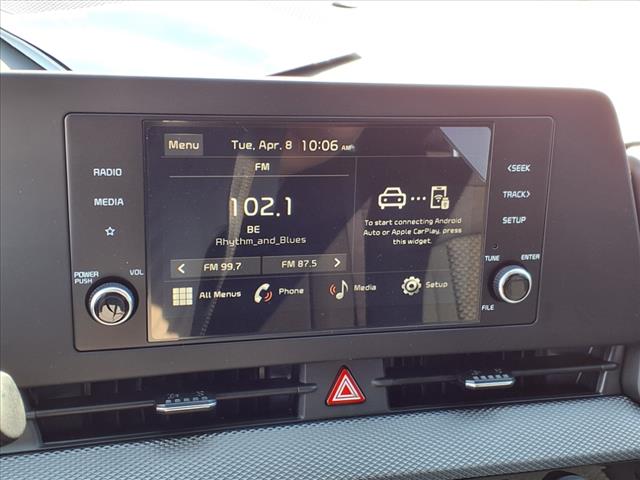 Menu
Tue, Apr. 8 10:06 AM
FM
102.1
BE
Rhythm_and_Blues
< FM 99.7
FM 87.5 >
To start connecting Android
Auto or Apple CarPlay, press
this widget.
All Menus
Phone
Media
Setup
RADIO
MEDIA
POWER
PUSH
VOL
<SEEK
TRACK>
SETUP
TUNE
ENTER
FILE